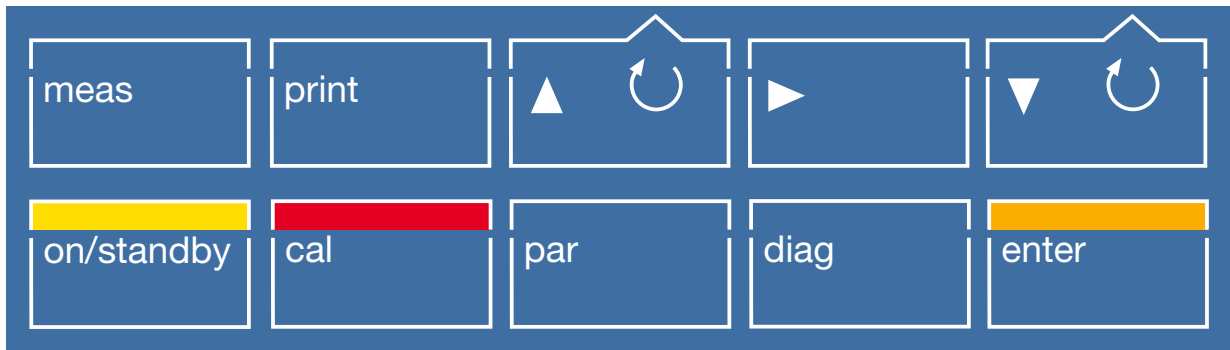 meas
print
on/standby
cal
par
diag
enter